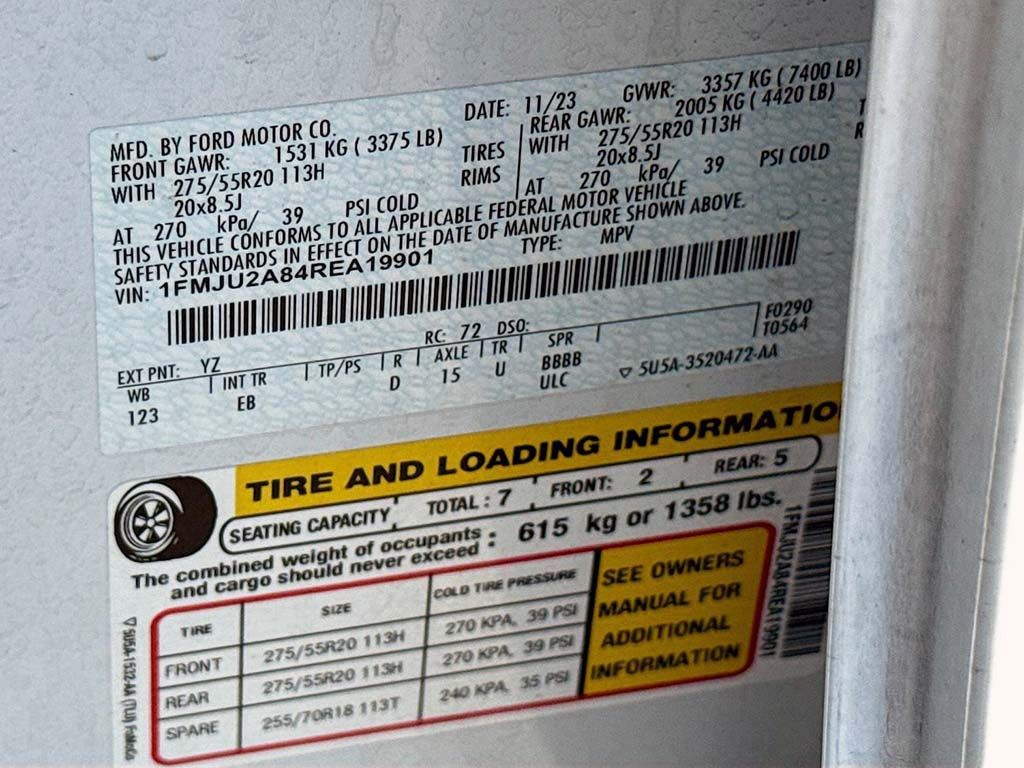 MFD. BY FORD MOTOR CO.
DATE: 11/23 GVWR: 3357 KG ( 7400 LB)
FRONT GAWR: 1531 KG ( 3375 LB)
REAR GAWR: 2005 KG ( 4420 LB)
WITH 275/55R20 113H TIRES
WITH 275/55R20 113H
20x8.5J RIMS
20x8.5J
AT 270 kPa/ 39 PSI COLD
AT 270 kPa/ 39 PSI COLD
THIS VEHICLE CONFORMS TO ALL APPLICABLE FEDERAL MOTOR VEHICLE
SAFETY STANDARDS IN EFFECT ON THE DATE OF MANUFACTURE SHOWN ABOVE.
VIN: 1FMJU2A84REA19901 TYPE: MPV
EXT PNT: YZ RC: 72 DSO:
WB INT TR TP/PS R AXLE TR SPR
123 EB D 15 U BBBB
ULC
F0290
T0564
▽ 5U5A-3520472-AA
TIRE AND LOADING INFORMATIO
SEATING CAPACITY TOTAL : 7 FRONT: 2 REAR: 5
The combined weight of occupants
and cargo should never exceed : 615 kg or 1358 lbs.
TIRE SIZE COLD TIRE PRESSURE
FRONT 275/55R20 113H 270 KPA, 39 PSI
REAR 275/55R20 113H 270 KPA, 39 PSI
SPARE 255/70R18 113T 240 KPA, 35 PSI
SEE OWNERS
MANUAL FOR
ADDITIONAL
INFORMATION
1FMJU2A84REA19901